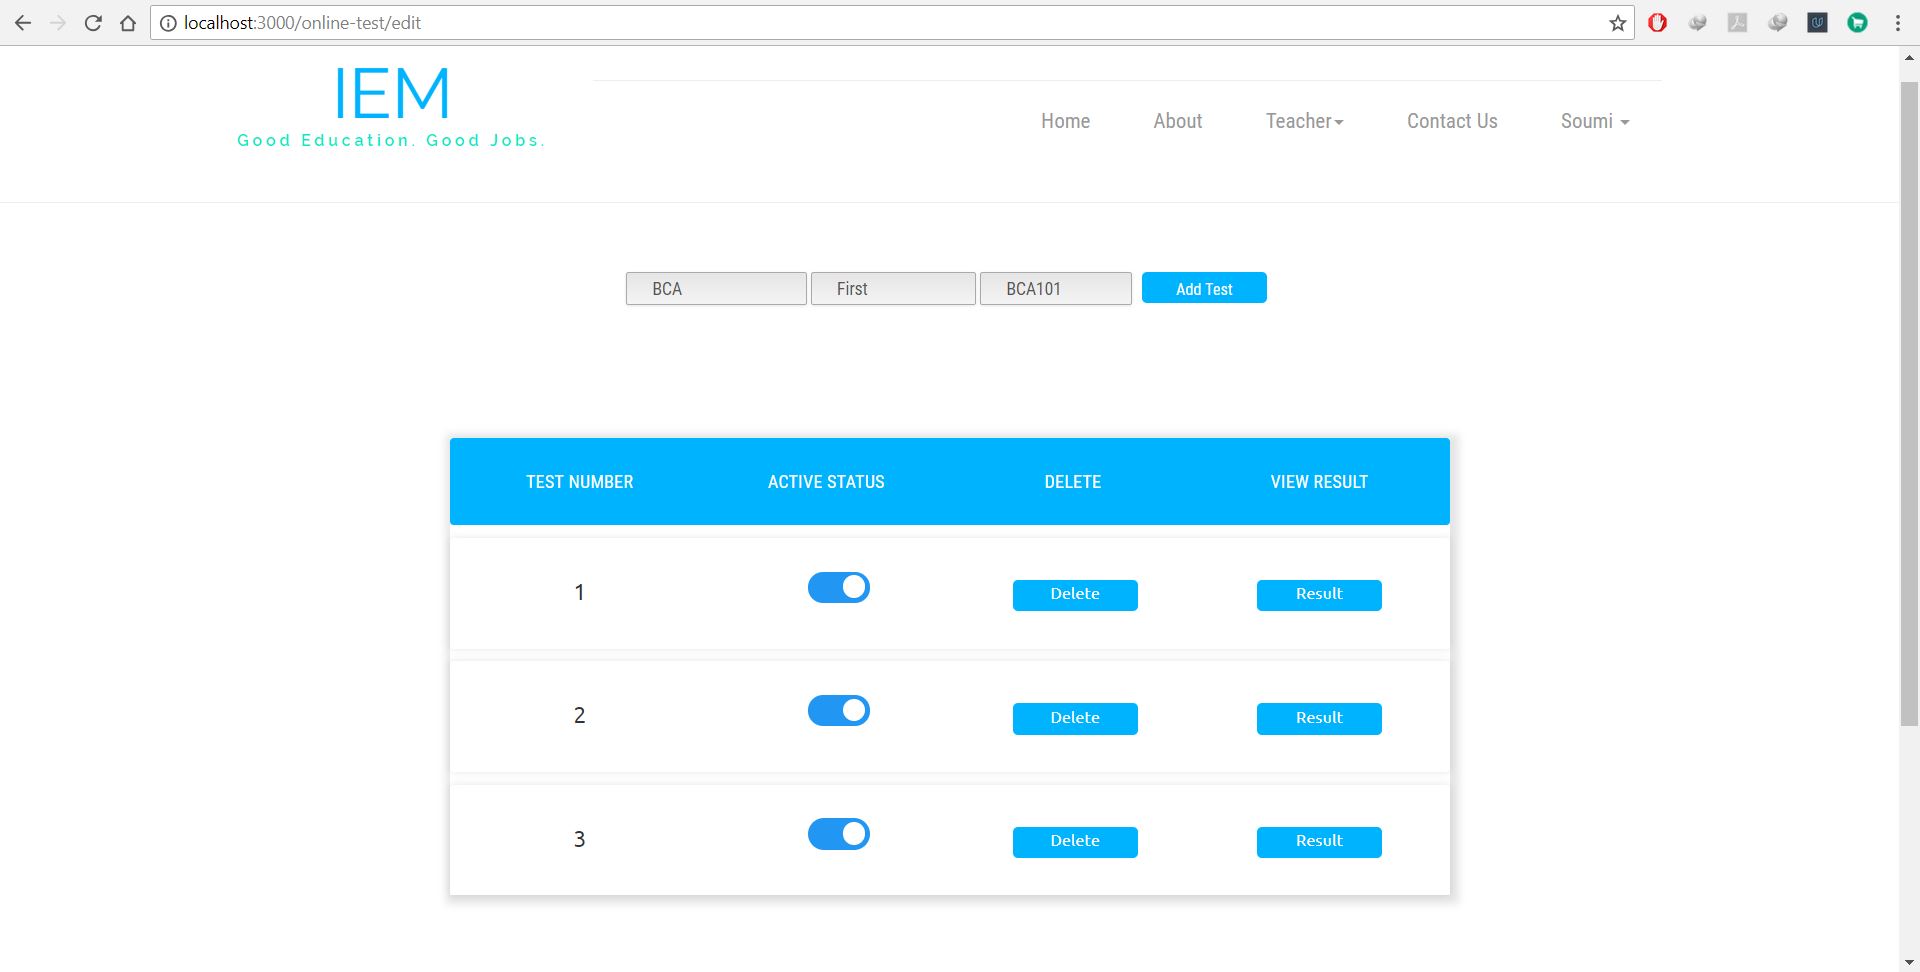 localhost:3000/online-test/edit
IEM
Good Education. Good Jobs.
Home About Teacher Contact Us Soumi
BCA First BCA101 Add Test
TEST NUMBER ACTIVE STATUS DELETE VIEW RESULT
1 Delete Result
2 Delete Result
3 Delete Result